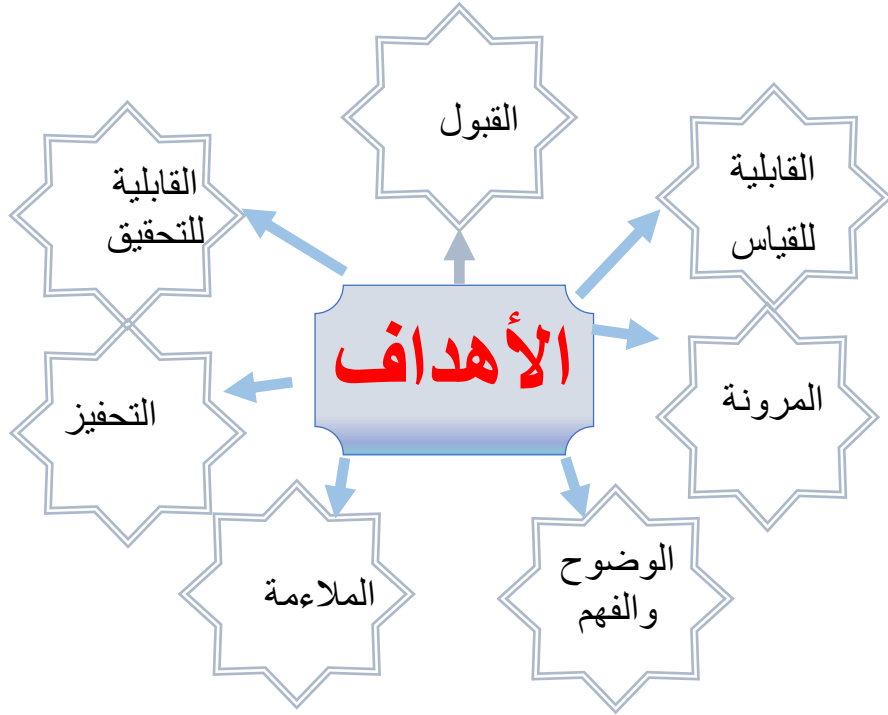 القبول
القابلية
للقياس
القابلية
للتحقيق
الأهداف
المرونة
التحفيز
الوضوح
والفهم
الملاءمة